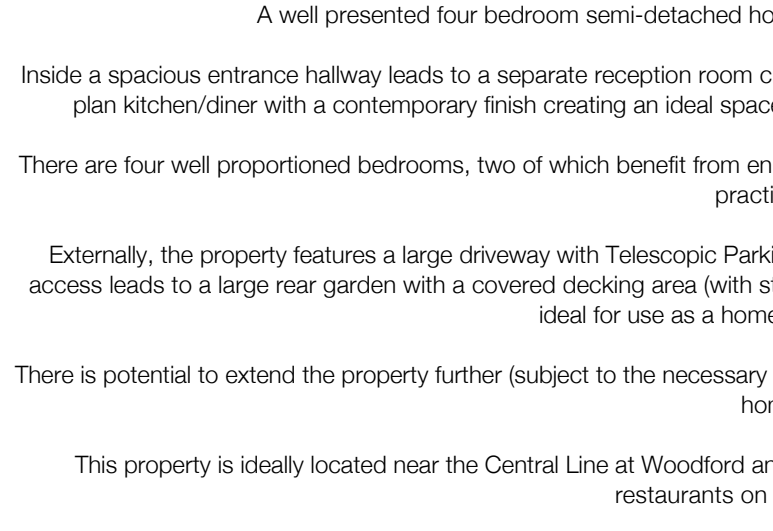 A well presented four bedroom semi-detached
Inside a spacious entrance hallway leads to a separate reception room
plan kitchen/diner with a contemporary finish creating an ideal space
There are four well proportioned bedrooms, two of which benefit from en
practi
Externally, the property features a large driveway with Telescopic Parki
access leads to a large rear garden with a covered decking area (with st
ideal for use as a home
There is potential to extend the property further (subject to the necessary
hom
This property is ideally located near the Central Line at Woodford an
restaurants on